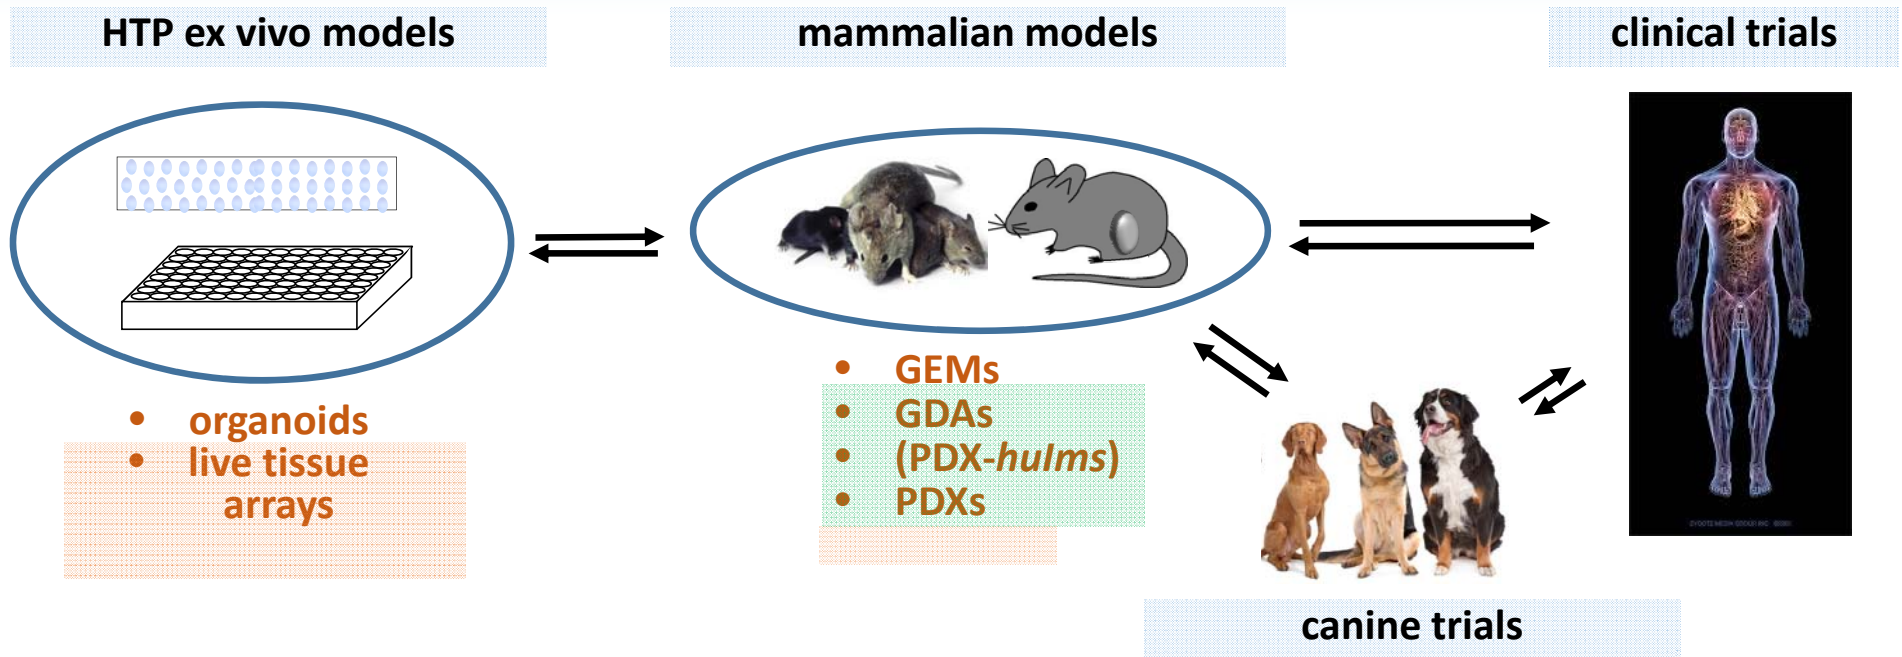 HTP ex vivo models
mammalian models
clinical trials
• organoids
• live tissue
arrays
• GEMs
• GDAs
• (PDX-huIms)
• PDXs
canine trials